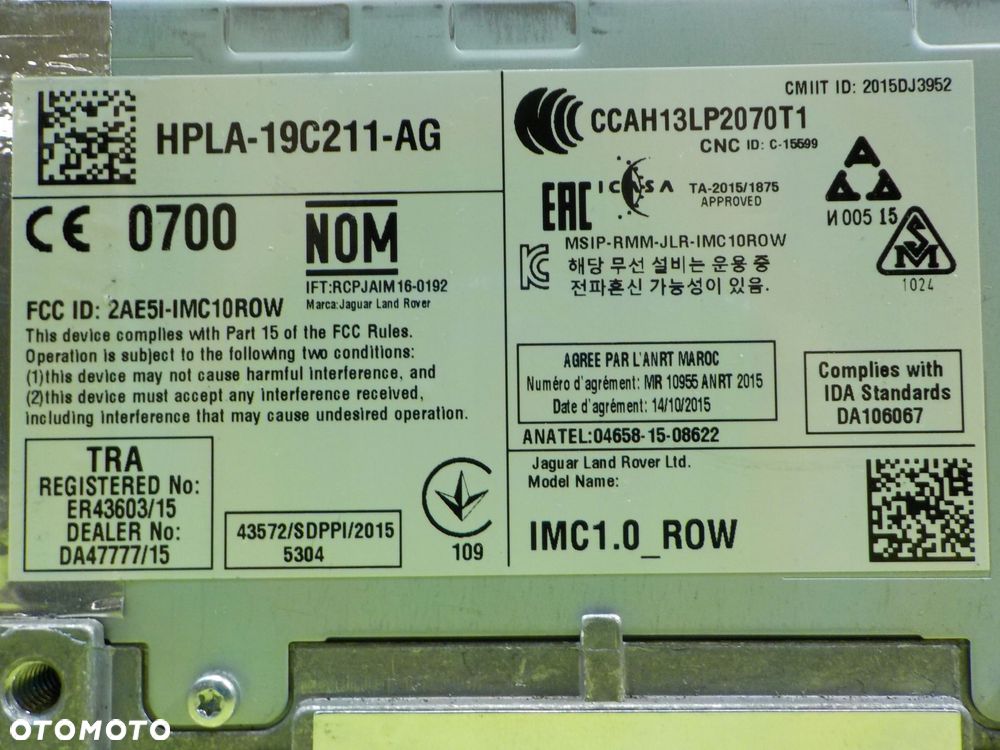 HPLA-19C211-AG
CE 0700
NOM
IFT:RCPJAIM16-0192
Marca:Jaguar Land Rover
FCC ID: 2AE5I-IMC10ROW
This device complies with Part 15 of the FCC Rules.
Operation is subject to the following two conditions:
(1)this device may not cause harmful interference, and
(2)this device must accept any interference received,
including interference that may cause undesired operation.
TRA
REGISTERED No:
ER43603/15
DEALER No:
DA47777/15
43572/SDPPI/2015
5304
109
CMIIT ID: 2015DJ3952
CCAH13LP2070T1
CNC ID: C-15599
EAC
ICASA
TA-2015/1875
APPROVED
И 005 15
MSIP-RMM-JLR-IMC10ROW
해당 무선 설비는 운용 중
전파혼신 가능성이 있음.
SM
1024
AGREE PAR L'ANRT MAROC
Numéro d'agrément: MR 10955 ANRT 2015
Date d'agrément: 14/10/2015
Complies with
IDA Standards
DA106067
ANATEL:04658-15-08622
Jaguar Land Rover Ltd.
Model Name:
IMC1.0_ROW
OTOMOTO